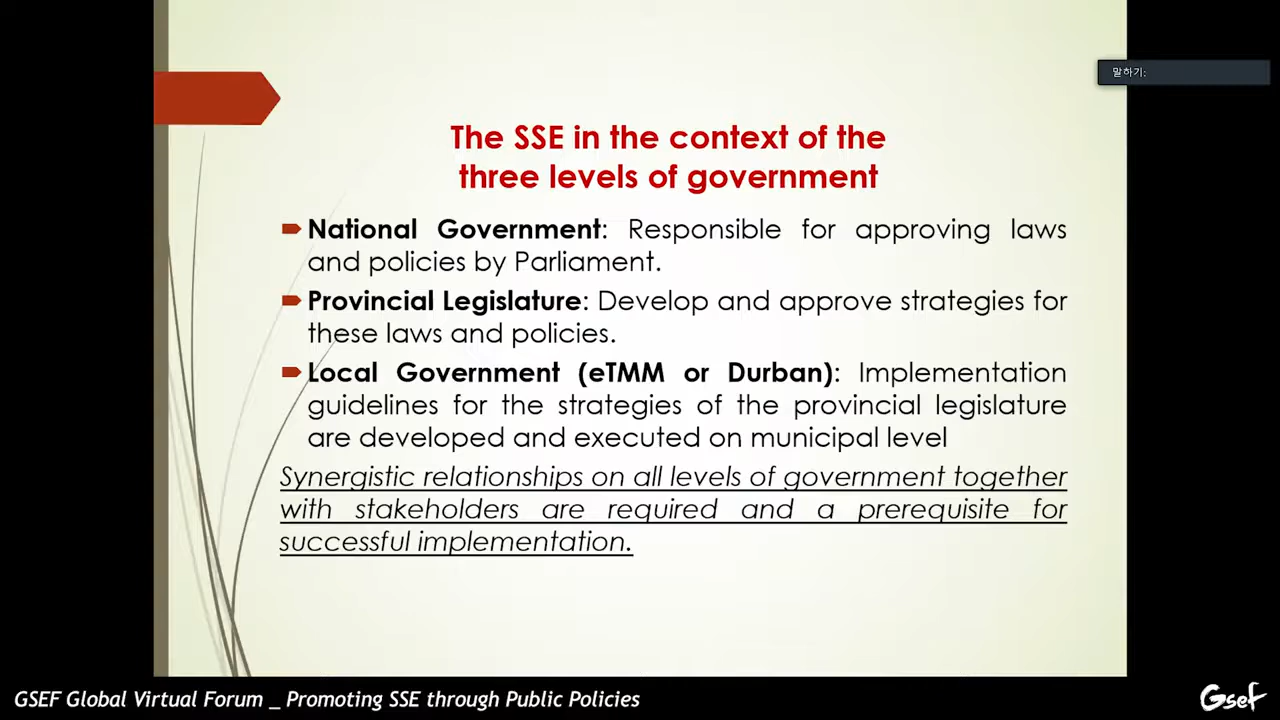 말하기:
The SSE in the context of the
three levels of government
National Government: Responsible for approving laws
and policies by Parliament.
Provincial Legislature: Develop and approve strategies for
these laws and policies.
Local Government (eTMM or Durban): Implementation
guidelines for the strategies of the provincial legislature
are developed and executed on municipal level
Synergistic relationships on all levels of government together
with stakeholders are required and a prerequisite for
successful implementation.
GSEF Global Virtual Forum _ Promoting SSE through Public Policies
Gsef